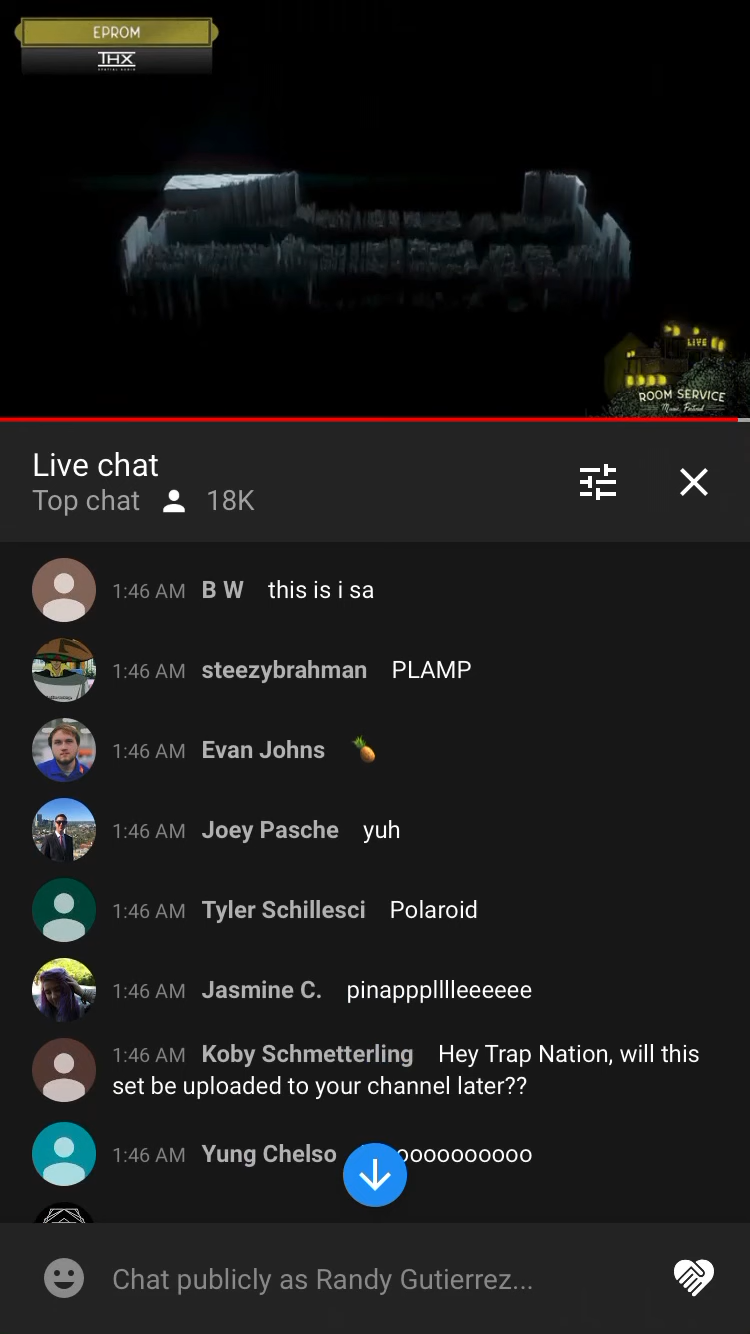 EPROM
THX
SPATIAL AUDIO
LIVE
ROOM SERVICE
Music Festival
Live chat
Top chat 18K
1:46 AM B W this is i sa
1:46 AM steezybrahman PLAMP
1:46 AM Evan Johns 🍍
1:46 AM Joey Pasche yuh
1:46 AM Tyler Schillesci Polaroid
1:46 AM Jasmine C. pinapppllllleeeeee
1:46 AM Koby Schmetterling Hey Trap Nation, will this
set be uploaded to your channel later??
1:46 AM Yung Chelso
Chat publicly as Randy Gutierrez...